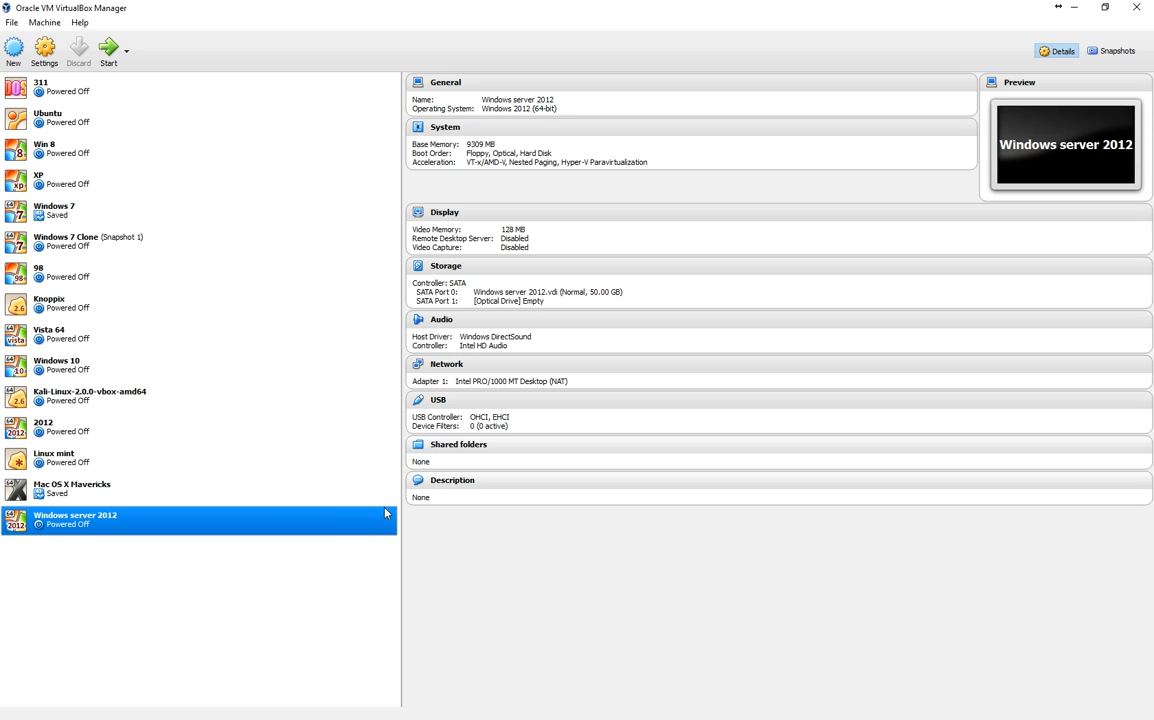 Oracle VM VirtualBox Manager
File Machine Help
New Settings Discard Start
Details Snapshots
311
Powered Off
Ubuntu
Powered Off
Win 8
Powered Off
XP
Powered Off
Windows 7
Saved
Windows 7 Clone (Snapshot 1)
Powered Off
98
Powered Off
Knoppix
Powered Off
Vista 64
Powered Off
Windows 10
Powered Off
Kali-Linux-2.0.0-vbox-amd64
Powered Off
2012
Powered Off
Linux mint
Powered Off
Mac OS X Mavericks
Saved
Windows server 2012
Powered Off
General
Name: Windows server 2012
Operating System: Windows 2012 (64-bit)
System
Base Memory: 9309 MB
Boot Order: Floppy, Optical, Hard Disk
Acceleration: VT-x/AMD-V, Nested Paging, Hyper-V Paravirtualization
Preview
Windows server 2012
Display
Video Memory: 128 MB
Remote Desktop Server: Disabled
Video Capture: Disabled
Storage
Controller: SATA
SATA Port 0: Windows server 2012.vdi (Normal, 50.00 GB)
SATA Port 1: [Optical Drive] Empty
Audio
Host Driver: Windows DirectSound
Controller: Intel HD Audio
Network
Adapter 1: Intel PRO/1000 MT Desktop (NAT)
USB
USB Controller: OHCI, EHCI
Device Filters: 0 (0 active)
Shared folders
None
Description
None